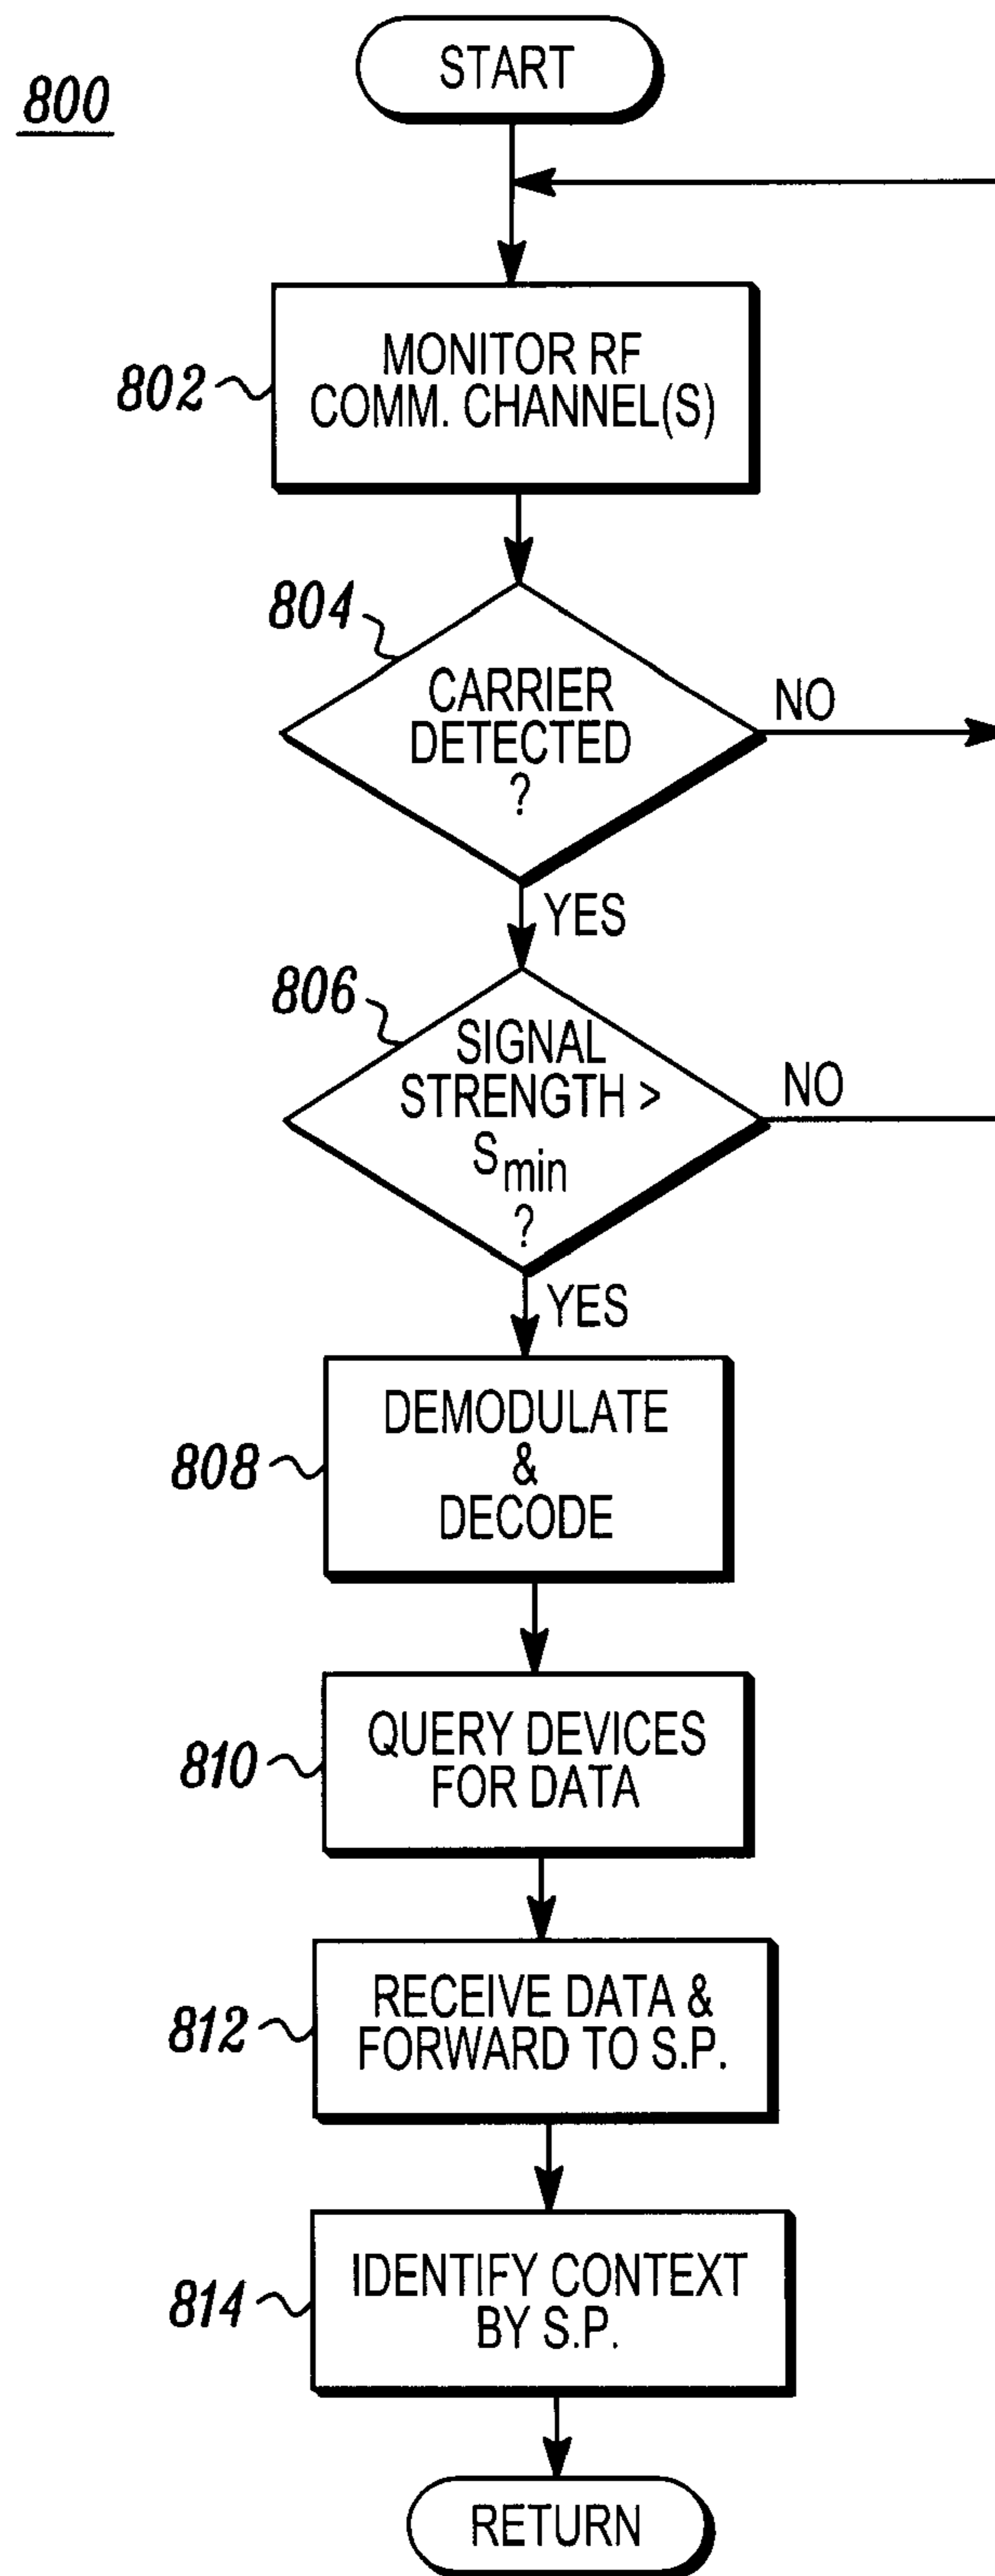 800
START
802
MONITOR RF
COMM. CHANNEL(S)
804
CARRIER
DETECTED
?
NO
YES
806
SIGNAL
STRENGTH >
Smin
?
NO
YES
808
DEMODULATE
&
DECODE
810
QUERY DEVICES
FOR DATA
812
RECEIVE DATA &
FORWARD TO S.P.
814
IDENTIFY CONTEXT
BY S.P.
RETURN